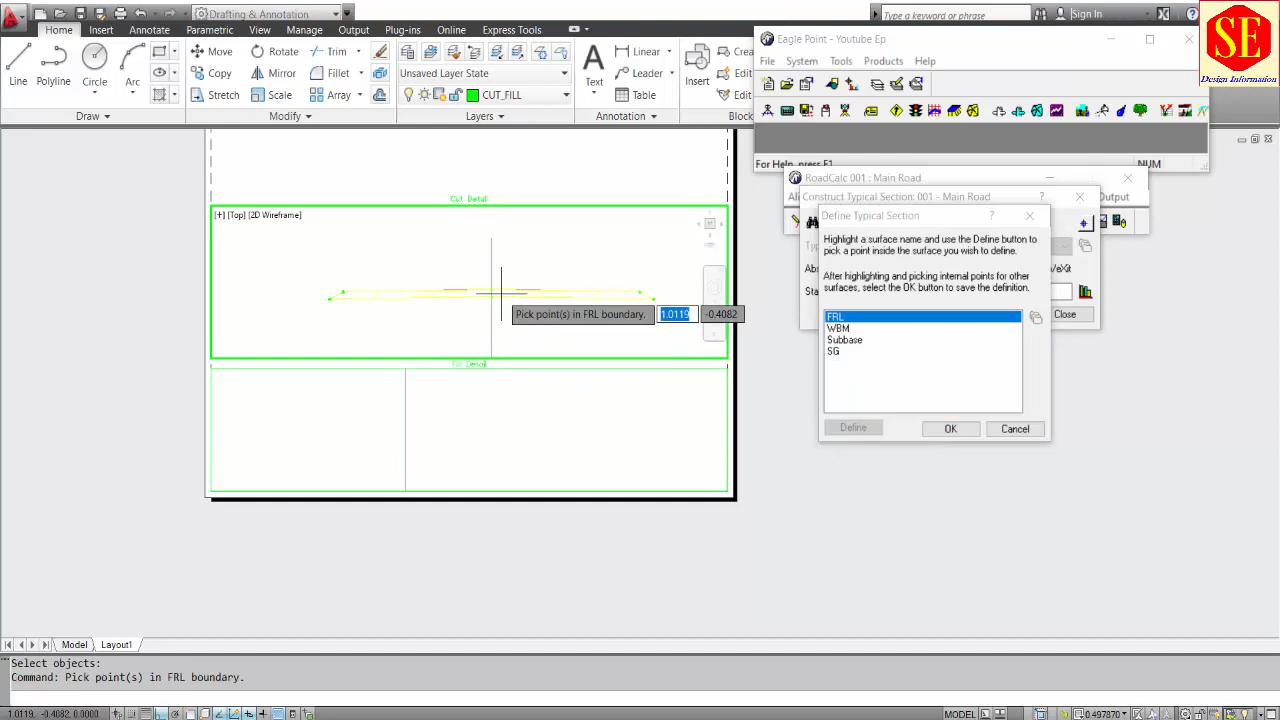 Drafting & Annotation
Type a keyword or phrase
Sign In
Home Insert Annotate Parametric View Manage Output Plug-ins Online Express Tools
Line Polyline Circle Arc
Move Rotate Trim
Copy Mirror Fillet
Stretch Scale Array
Unsaved Layer State
CUT_FILL
Text
Linear
Leader
Table
Insert
Cre
Edi
Edi
Draw Modify Layers Annotation Block
Eagle Point - Youtube Ep
File System Tools Products Help
For Help, press F1
NUM
SE
Design Information
RoadCalc 001 : Main Road
Output
Construct Typical Section: 001 - Main Road
Define Typical Section
Highlight a surface name and use the Define button to
pick a point inside the surface you wish to define.
After highlighting and picking internal points for other
surfaces, select the OK button to save the definition.
FRL
WBM
Subbase
SG
Define OK Cancel
Close
Cut Detail
[+] [Top] [2D Wireframe]
Pick point(s) in FRL boundary. 1.0119 -0.4082
Fill Detail
Model Layout1
Select objects:
Command: Pick point(s) in FRL boundary.
1.0119, -0.4082, 0.0000
MODEL
0.497870